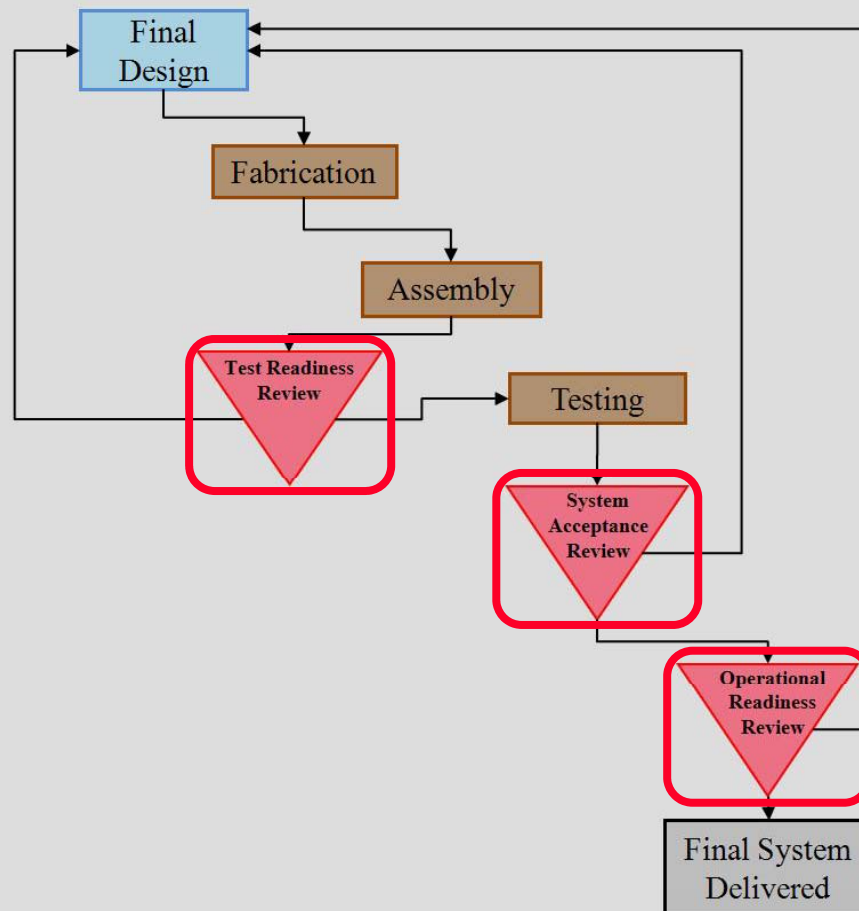 Final
Design
Fabrication
Assembly
Test Readiness
Review
Testing
System
Acceptance
Review
Operational
Readiness
Review
Final System
Delivered